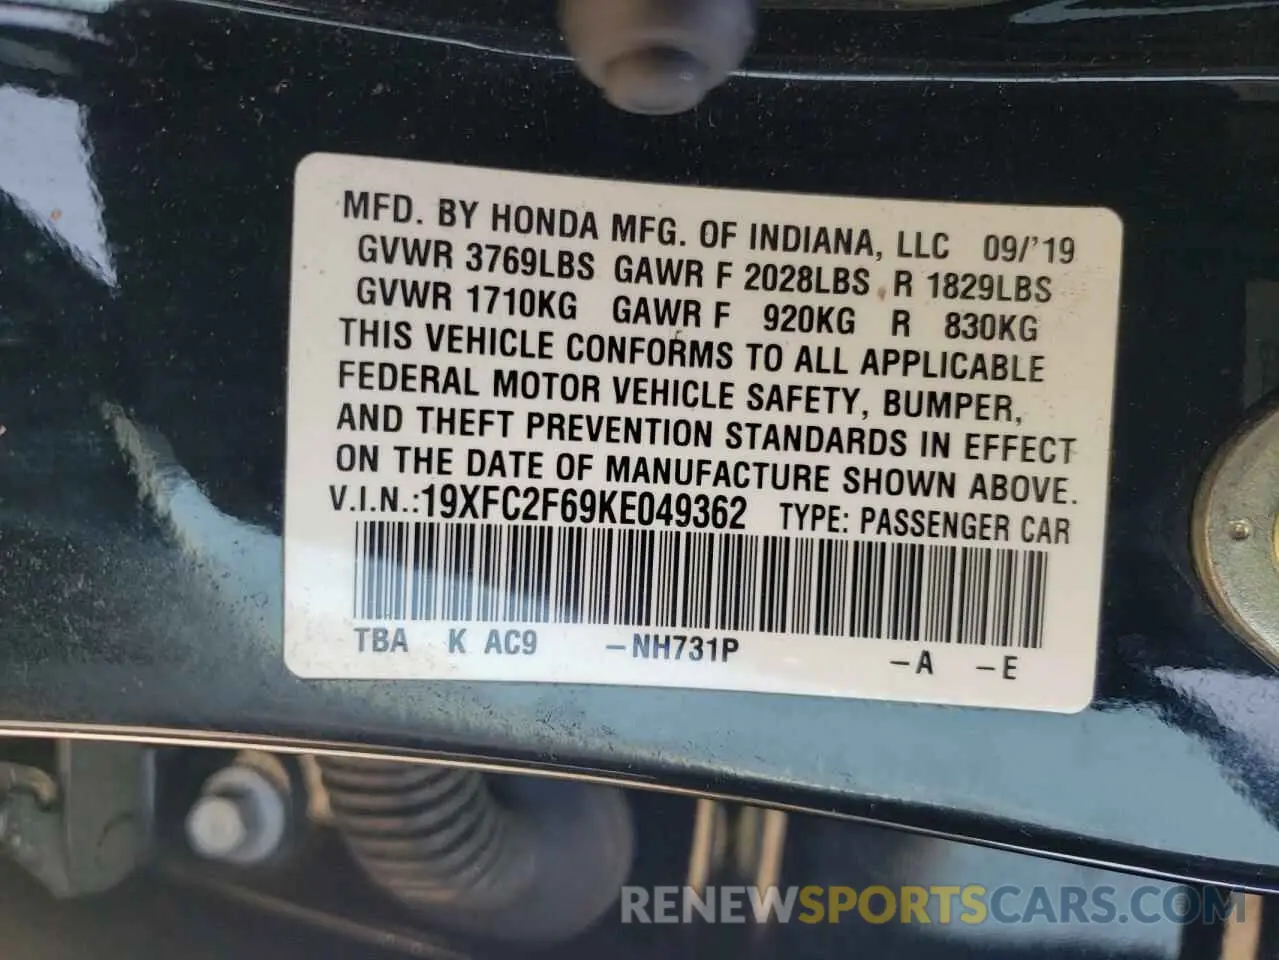 MFD. BY HONDA MFG. OF INDIANA, LLC 09/'19
GVWR 3769LBS GAWR F 2028LBS R 1829LBS
GVWR 1710KG GAWR F 920KG R 830KG
THIS VEHICLE CONFORMS TO ALL APPLICABLE
FEDERAL MOTOR VEHICLE SAFETY, BUMPER,
AND THEFT PREVENTION STANDARDS IN EFFECT
ON THE DATE OF MANUFACTURE SHOWN ABOVE.
V.I.N.:19XFC2F69KE049362 TYPE: PASSENGER CAR
TBA K AC9 -NH731P -A -E
RENEWSPORTSCARS.COM